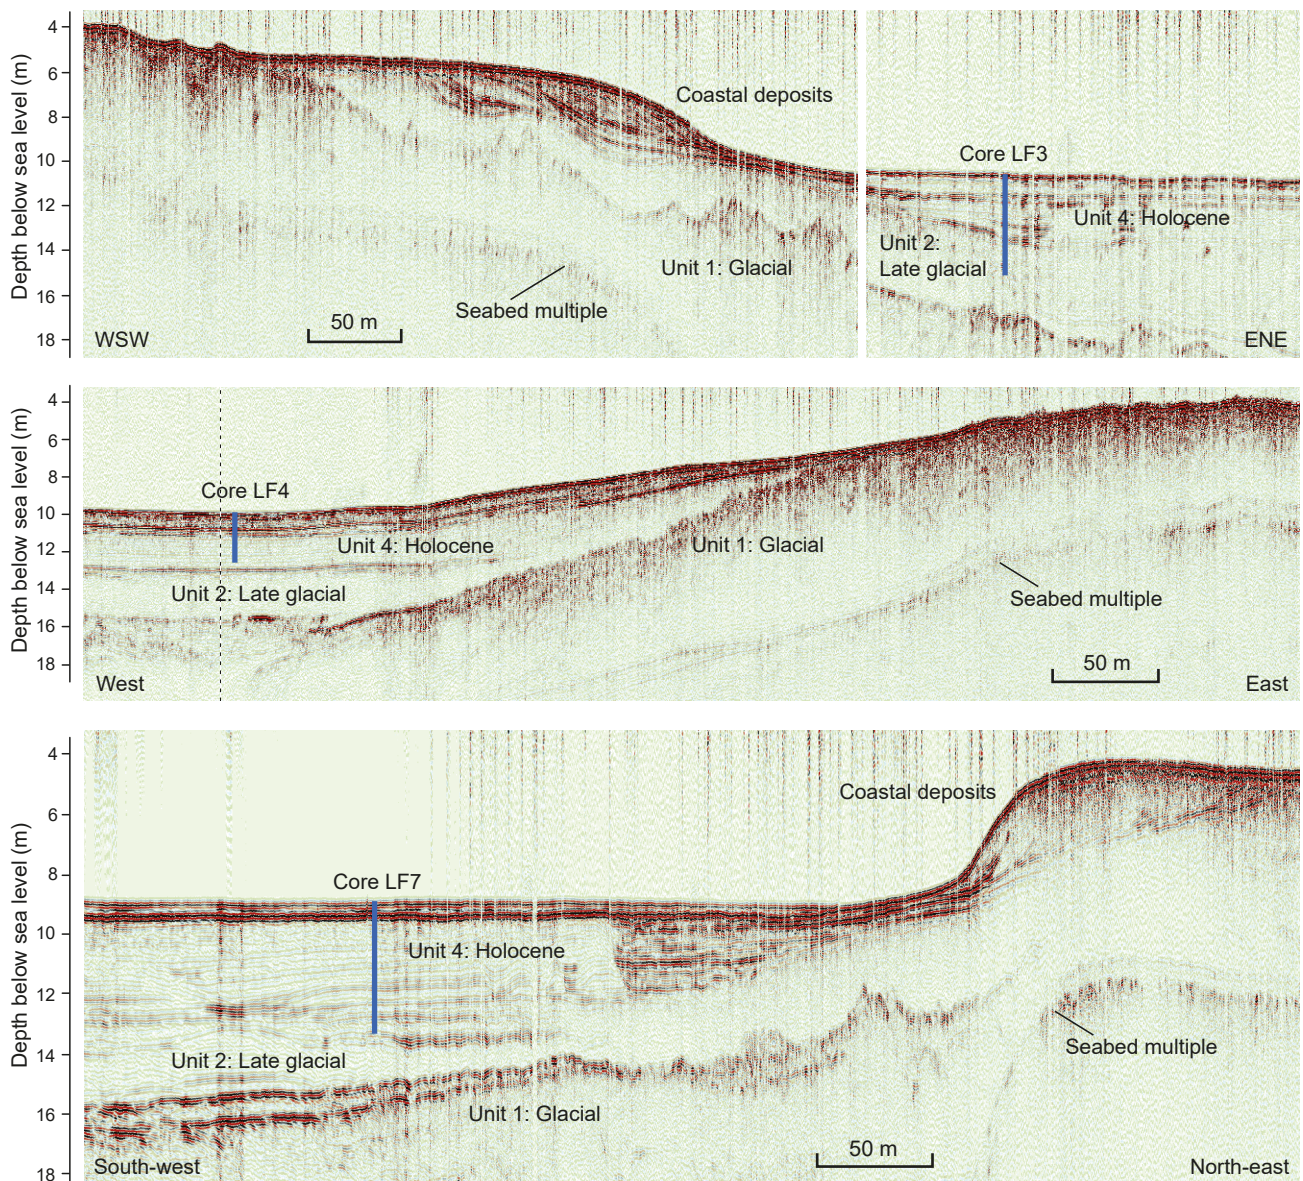 Depth below sea level (m)
4
6
8
10
12
14
16
18
Coastal deposits
Core LF3
Unit 4: Holocene
Unit 2:
Late glacial
Unit 1: Glacial
Seabed multiple
50 m
WSW
ENE
Depth below sea level (m)
4
6
8
10
12
14
16
18
Core LF4
Unit 4: Holocene
Unit 1: Glacial
Unit 2: Late glacial
Seabed multiple
50 m
West
East
Depth below sea level (m)
4
6
8
10
12
14
16
18
Coastal deposits
Core LF7
Unit 4: Holocene
Unit 2: Late glacial
Seabed multiple
Unit 1: Glacial
50 m
South-west
North-east